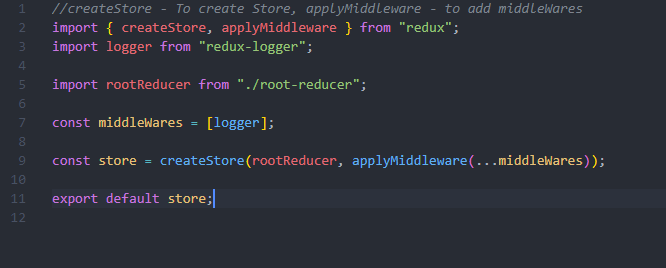 1 //createStore - To create Store, applyMiddleware - to add middleWares
2 import { createStore, applyMiddleware } from "redux";
3 import logger from "redux-logger";
4
5 import rootReducer from "./root-reducer";
6
7 const middleWares = [logger];
8
9 const store = createStore(rootReducer, applyMiddleware(...middleWares));
10
11 export default store;
12